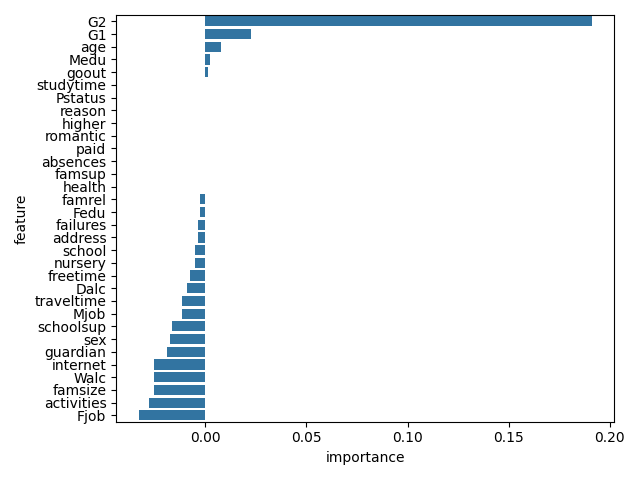 G2
G1
age
Medu
goout
studytime
Pstatus
reason
higher
romantic
paid
absences
famsup
health
famrel
Fedu
failures
address
school
nursery
freetime
Dalc
traveltime
Mjob
schoolsup
sex
guardian
internet
Walc
famsize
activities
Fjob
feature
0.00 0.05 0.10 0.15 0.20
importance